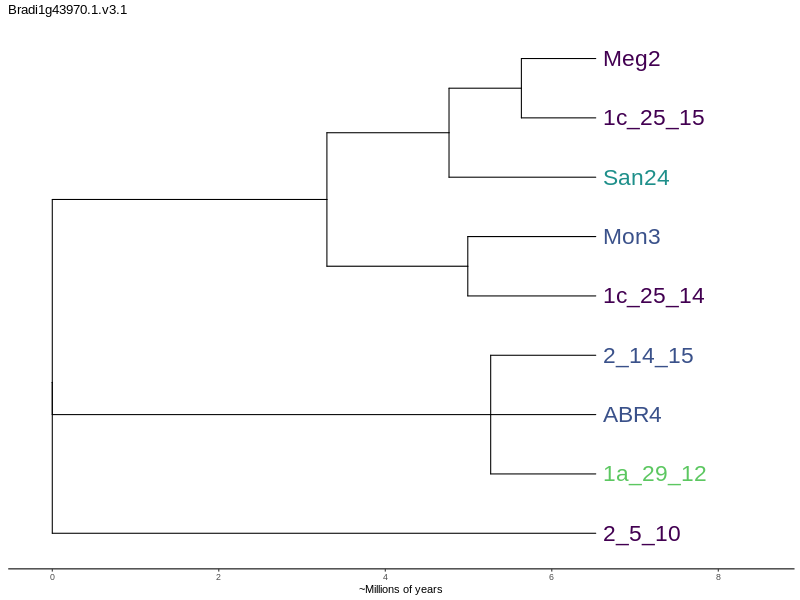 Bradi1g43970.1.v3.1
Meg2
1c_25_15
San24
Mon3
1c_25_14
2_14_15
ABR4
1a_29_12
2_5_10
0 2 4 6 8
~Millions of years